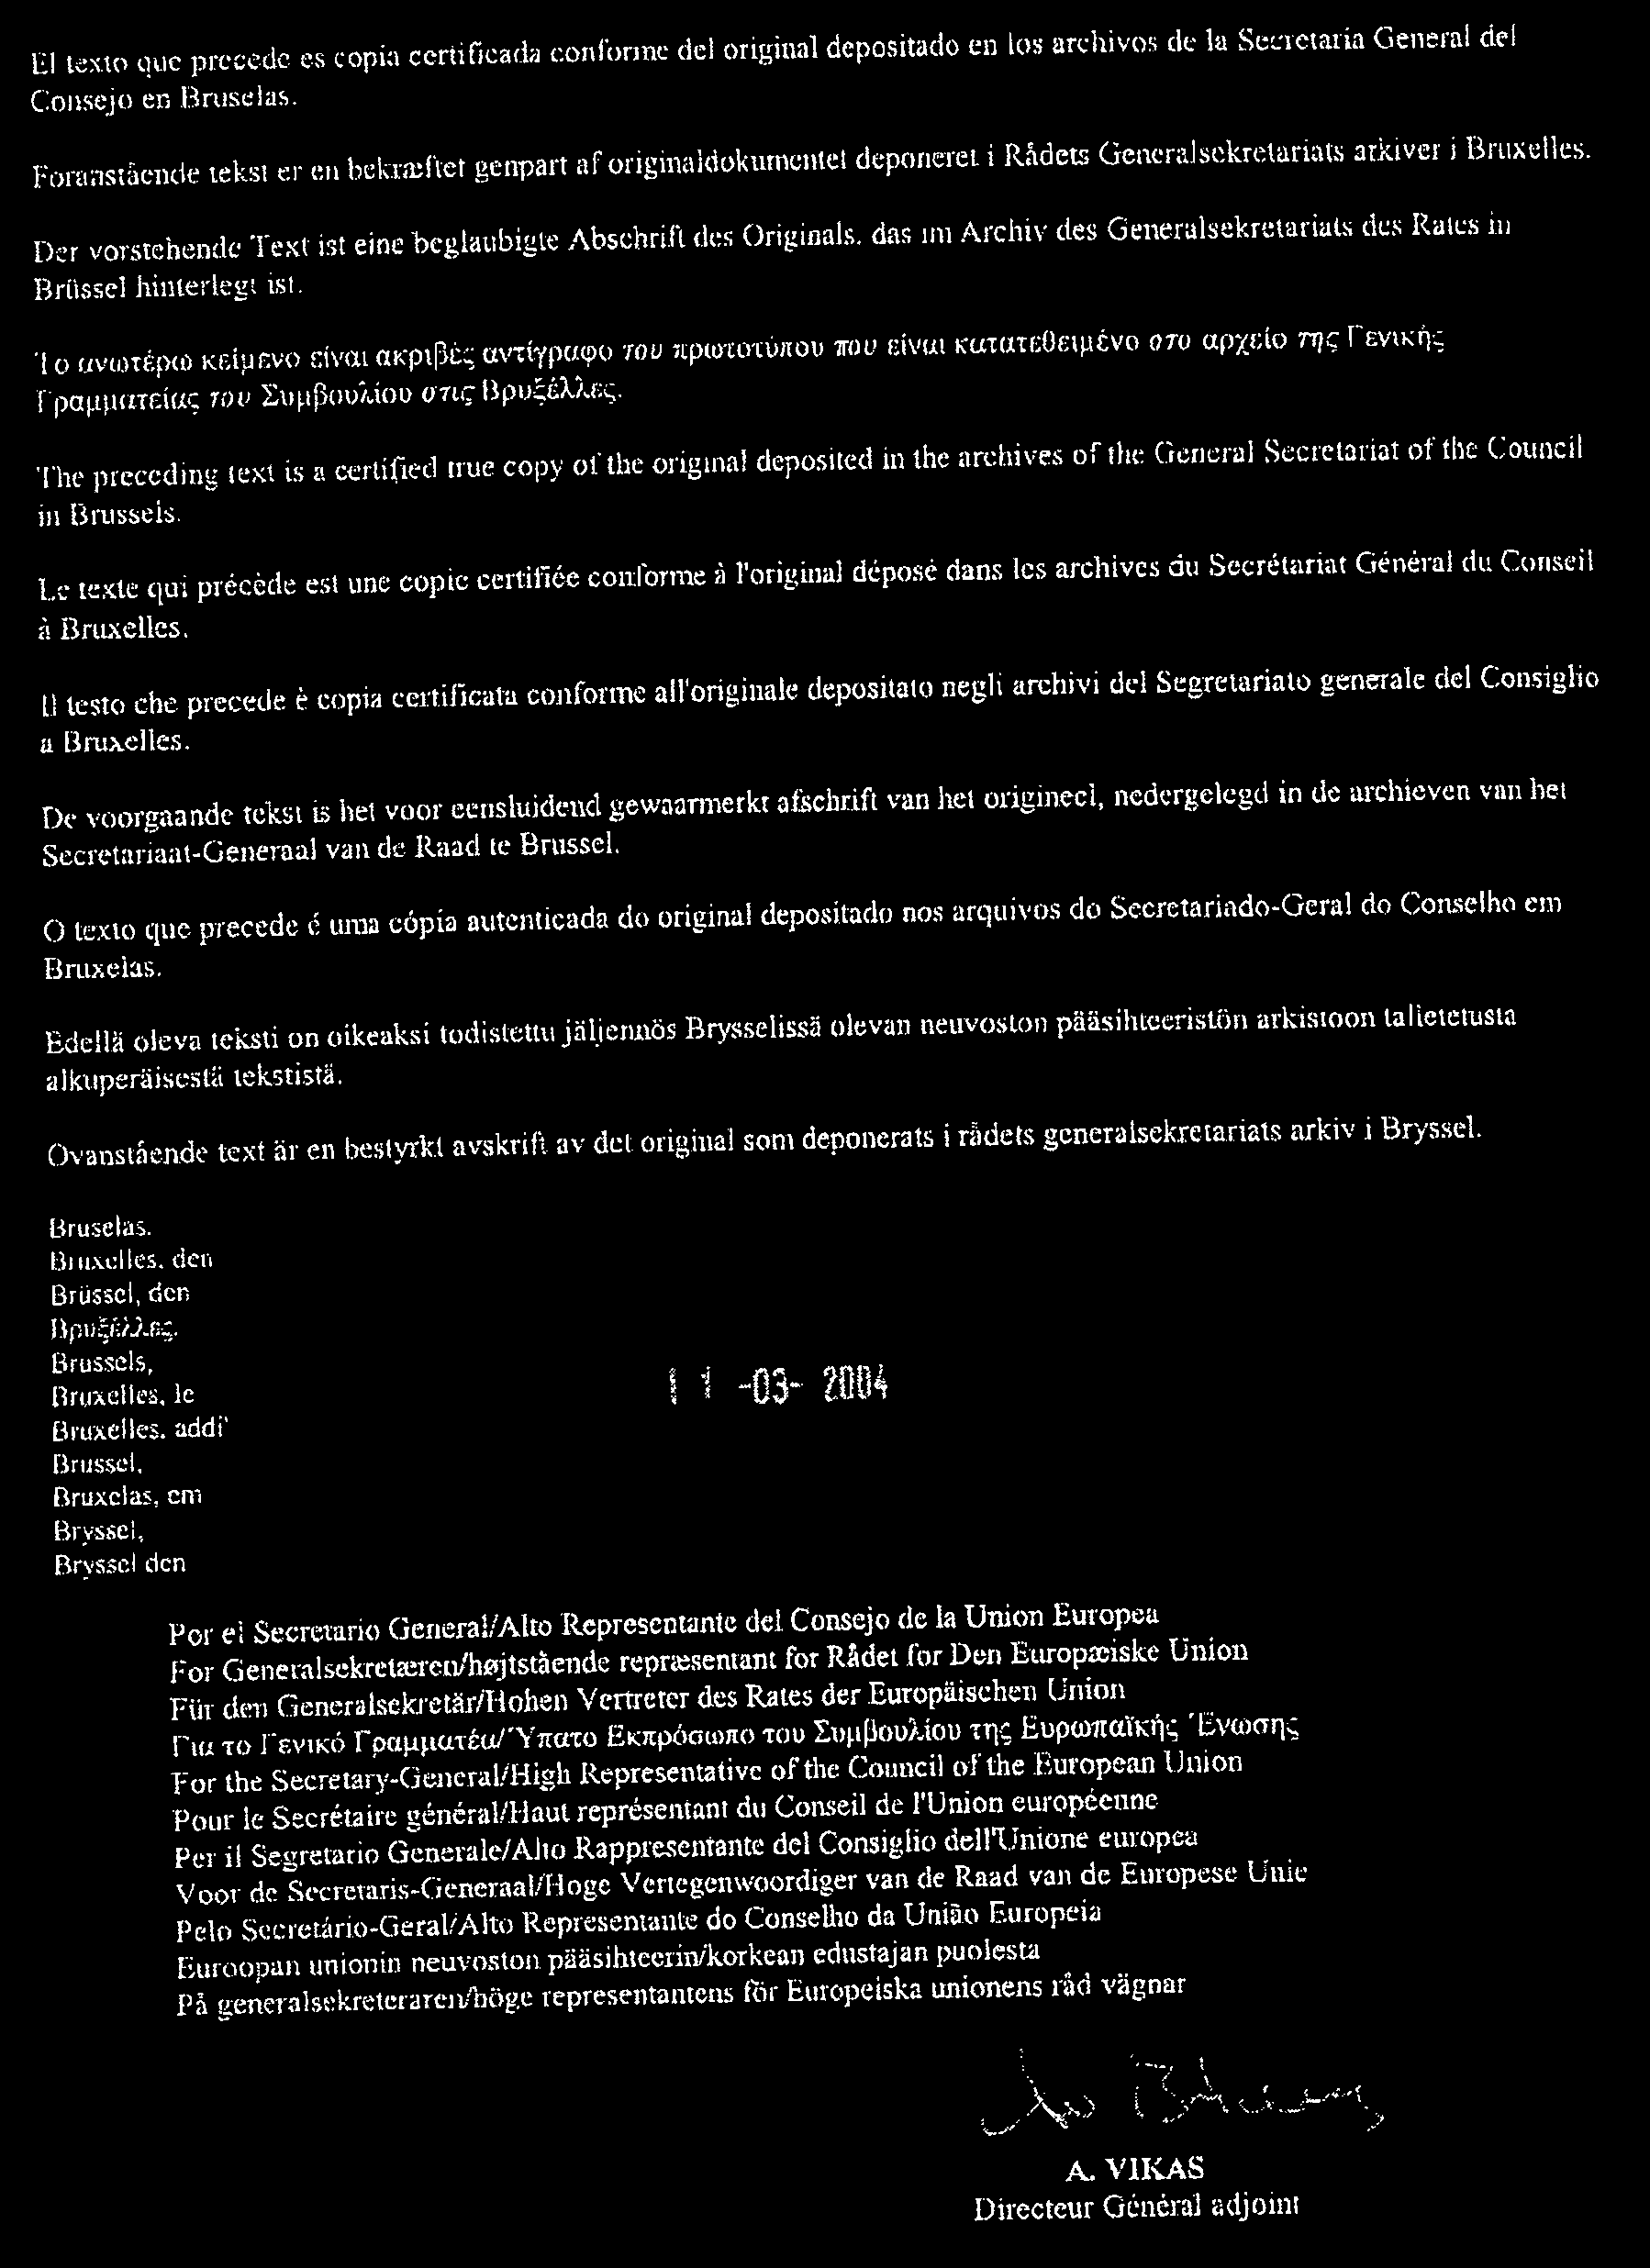 El texto que precede es copia certificada conforme del original depositado en los archivos de la Secretaría General del
Consejo en Bruselas.
Foranstående tekst er en bekræftet genpart af originaldokumentet deponeret i Rådets Generalsekretariats arkiver i Bruxelles.
Der vorstehende Text ist eine beglaubigte Abschrift des Originals, das im Archiv des Generalsekretariats des Rates in
Brüssel hinterlegt ist.
Το ανωτέρω κείμενο είναι ακριβές αντίγραφο του πρωτοτύπου που είναι κατατεθειμένο στο αρχείο της Γενικής
Γραμματείας του Συμβουλίου στις Βρυξέλλες.
The preceding text is a certified true copy of the original deposited in the archives of the General Secretariat of the Council
in Brussels.
Le texte qui précède est une copie certifiée conforme à l'original déposé dans les archives du Secrétariat Général du Conseil
à Bruxelles.
Il testo che precede è copia certificata conforme all'originale depositato negli archivi del Segretariato generale del Consiglio
a Bruxelles.
De voorgaande tekst is het voor eensluidend gewaarmerkt afschrift van het origineel, nedergelegd in de archieven van het
Secretariaat-Generaal van de Raad te Brussel.
O texto que precede é uma cópia autenticada do original depositado nos arquivos do Secretariado-Geral do Conselho em
Bruxelas.
Edellä oleva teksti on oikeaksi todistettu jäljennös Brysselissä olevan neuvoston pääsihteeristön arkistoon talletetusta
alkuperäisestä tekstistä.
Ovanstående text är en bestyrkt avskrift av det original som deponerats i rådets generalsekretariats arkiv i Bryssel.
Bruselas.
Bruxelles, den
Brüssel, den
Βρυξέλλες,
Brussels,
Bruxelles, le
Bruxelles, addi'
Brussel,
Bruxelas, em
Bryssel,
Bryssel den
1 1 -03- 2004
Por el Secretario General/Alto Representante del Consejo de la Union Europea
For Generalsekretæren/højtstående repræsentant for Rådet for Den Europæiske Union
Für den Generalsekretär/Hohen Vertreter des Rates der Europäischen Union
Για το Γενικό Γραμματέα/Ύπατο Εκπρόσωπο του Συμβουλίου της Ευρωπαϊκής Ένωσης
For the Secretary-General/High Representative of the Council of the European Union
Pour le Secrétaire général/Haut représentant du Conseil de l'Union européenne
Per il Segretario Generale/Alto Rappresentante del Consiglio dell'Unione europea
Voor de Secretaris-Generaal/Hoge Vertegenwoordiger van de Raad van de Europese Unie
Pelo Secretário-Geral/Alto Representante do Conselho da União Europeia
Euroopan unionin neuvoston pääsihteerin/korkean edustajan puolesta
På generalsekreteraren/höge representantens för Europeiska unionens råd vägnar
A. VIKAS
Directeur Général adjoint